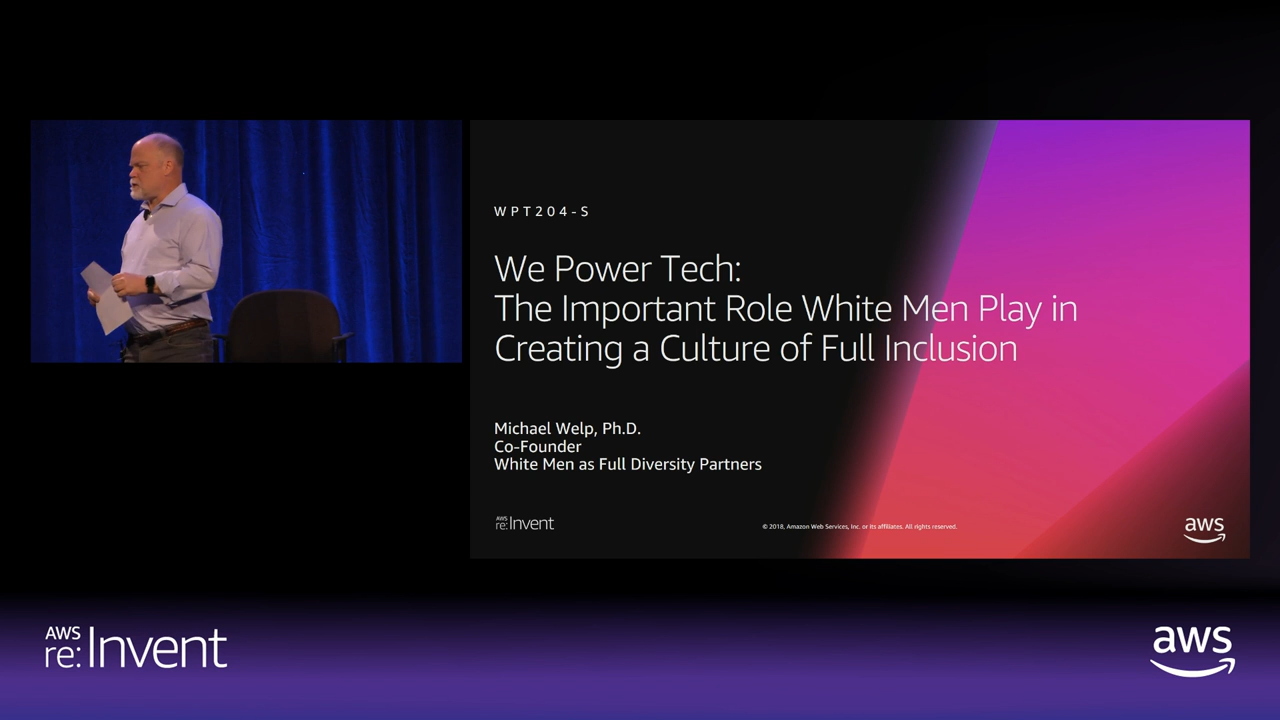 WPT204-S
We Power Tech:
The Important Role White Men Play in
Creating a Culture of Full Inclusion
Michael Welp, Ph.D.
Co-Founder
White Men as Full Diversity Partners
AWS
re:Invent
© 2018, Amazon Web Services, Inc. or its affiliates. All rights reserved.
aws
AWS
re:Invent
aws